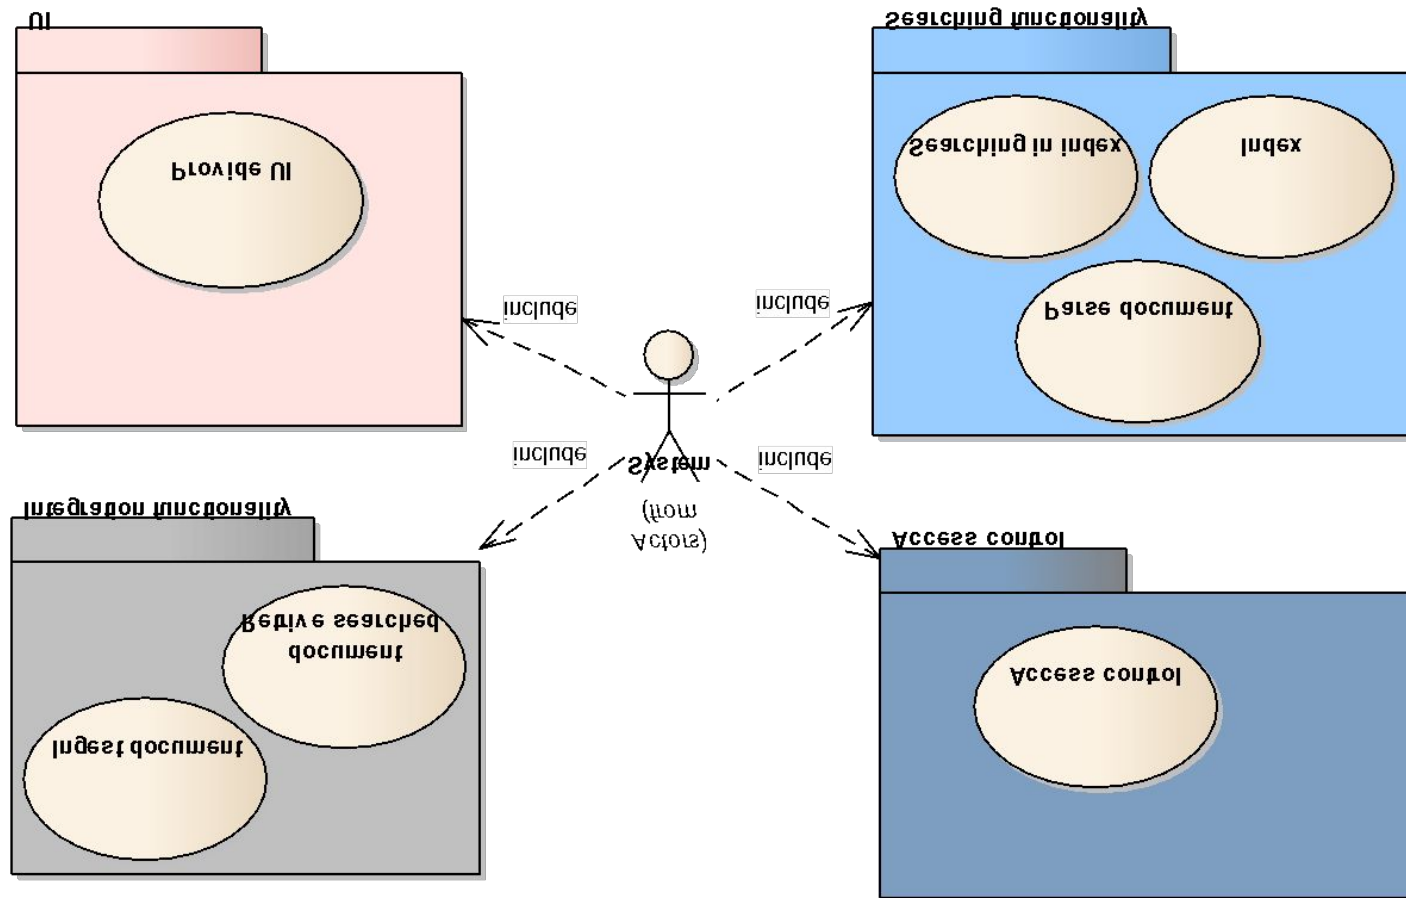 UI
Searching functionality
Provide UI
Searching in index
Index
Parse document
include
include
include
include
System
(from
Actors)
Integration functionality
Access control
Retrive searched
document
Ingest document
Access control